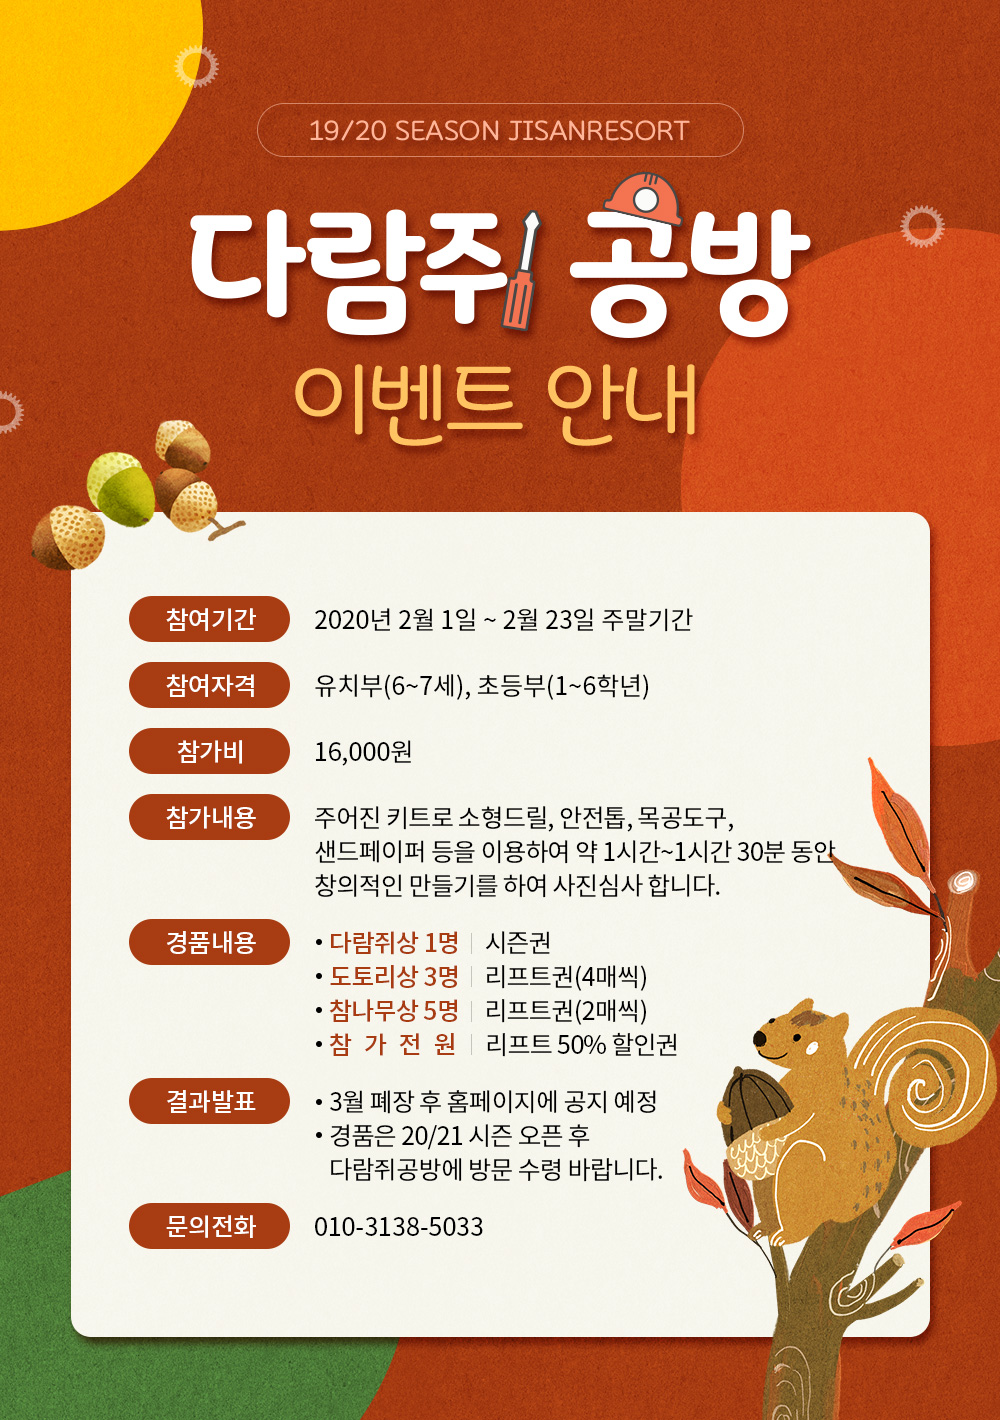 19/20 SEASON JISANRESORT
다람쥐 공방
이벤트 안내
참여기간 2020년 2월 1일 ~ 2월 23일 주말기간
참여자격 유치부(6~7세), 초등부(1~6학년)
참가비 16,000원
참가내용 주어진 키트로 소형드릴, 안전톱, 목공도구,
샌드페이퍼 등을 이용하여 약 1시간~1시간 30분 동안
창의적인 만들기를 하여 사진심사 합니다.
경품내용 • 다람쥐상 1명 | 시즌권
• 도토리상 3명 | 리프트권(4매씩)
• 참나무상 5명 | 리프트권(2매씩)
• 참 가 전 원 | 리프트 50% 할인권
결과발표 • 3월 폐장 후 홈페이지에 공지 예정
• 경품은 20/21 시즌 오픈 후
다람쥐공방에 방문 수령 바랍니다.
문의전화 010-3138-5033